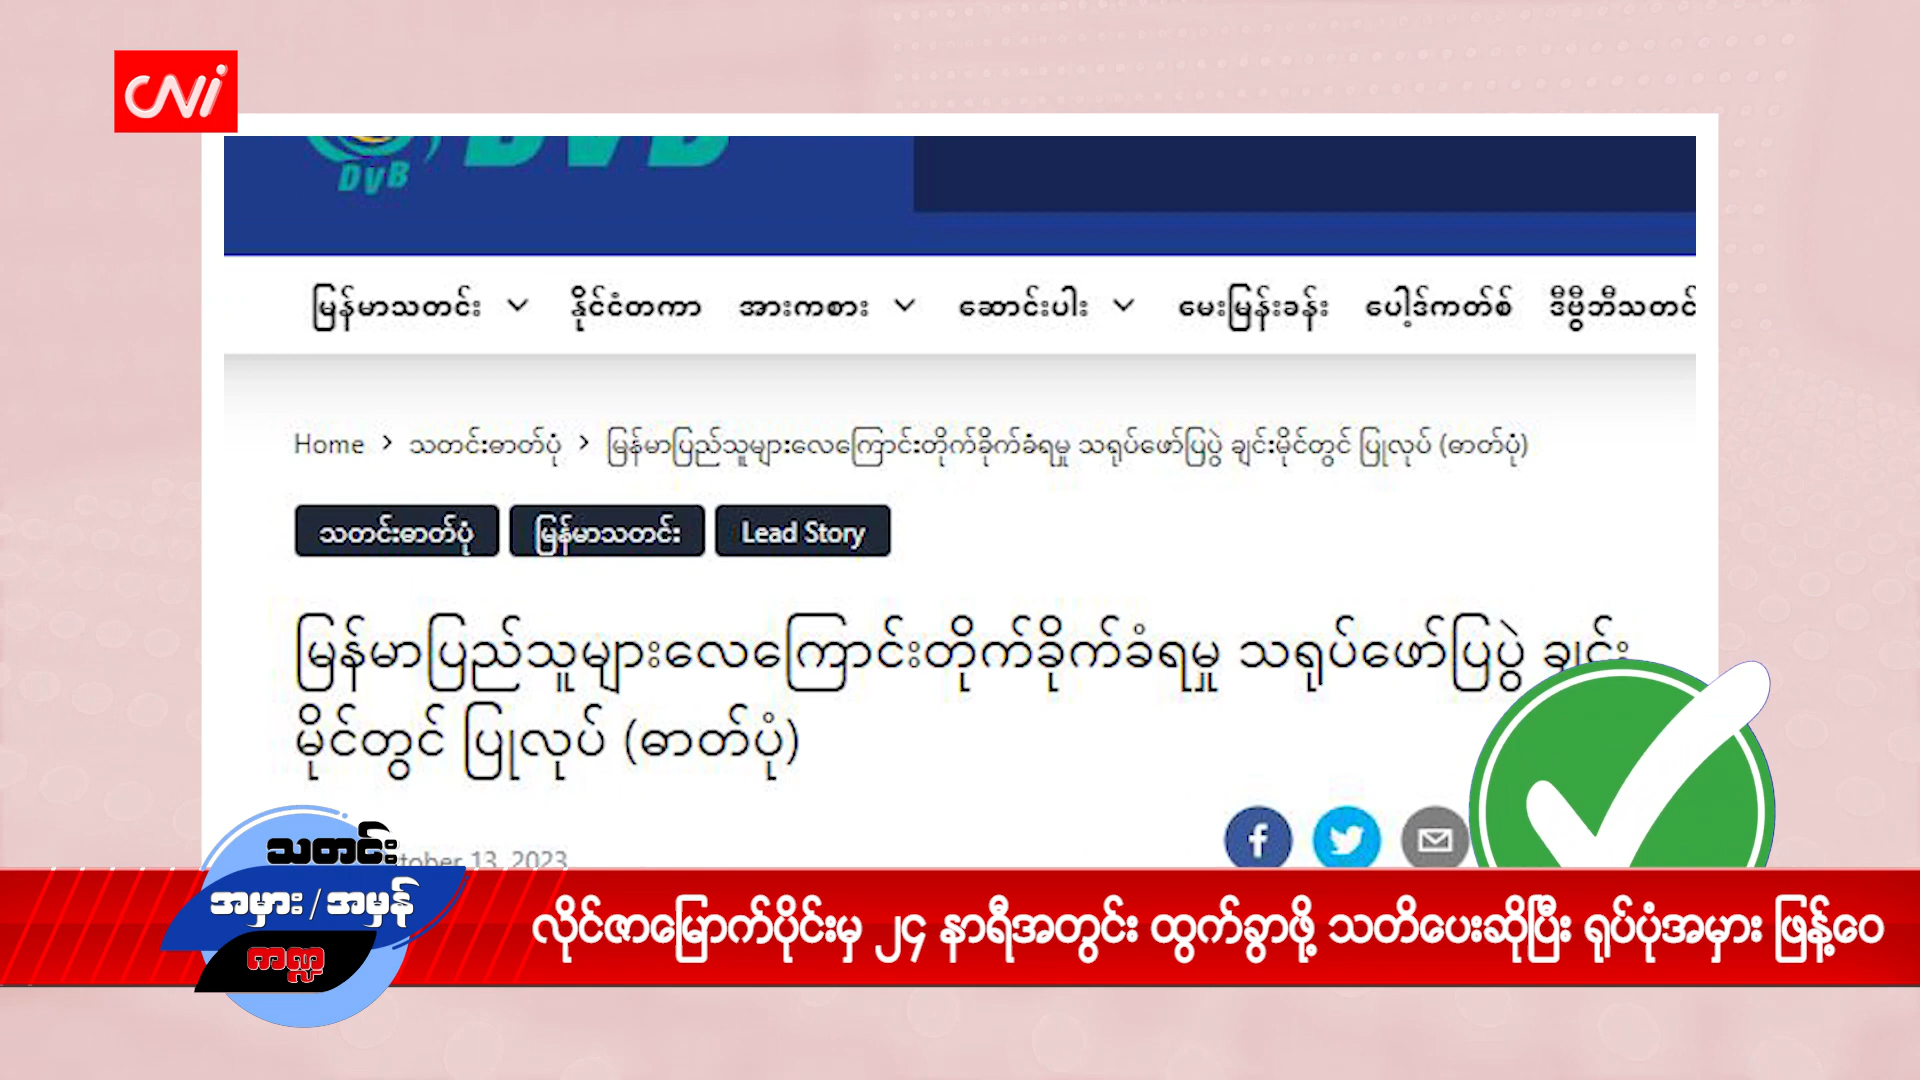 CNi
DVB
DVB
မြန်မာသတင်း နိုင်ငံတကာ အားကစား ဆောင်းပါး မေးမြန်းခန်း ပေါ့ဒ်ကတ်စ် ဒီဗွီဘီသတင်
Home > သတင်းဓာတ်ပုံ > မြန်မာပြည်သူများလေကြောင်းတိုက်ခိုက်ခံရမှု သရုပ်ဖော်ပြပွဲ ချင်းမိုင်တွင် ပြုလုပ် (ဓာတ်ပုံ)
သတင်းဓာတ်ပုံ မြန်မာသတင်း Lead Story
မြန်မာပြည်သူများလေကြောင်းတိုက်ခိုက်ခံရမှု သရုပ်ဖော်ပြပွဲ ချင်း
မိုင်တွင် ပြုလုပ် (ဓာတ်ပုံ)
tober 13, 2023
သတင်း
အမှား / အမှန်
ကဏ္ဍ
လိုင်ဇာမြောက်ပိုင်းမှ ၂၄ နာရီအတွင်း ထွက်ခွာဖို့ သတိပေးဆိုပြီး ရုပ်ပုံအမှား ဖြန့်ဝေ